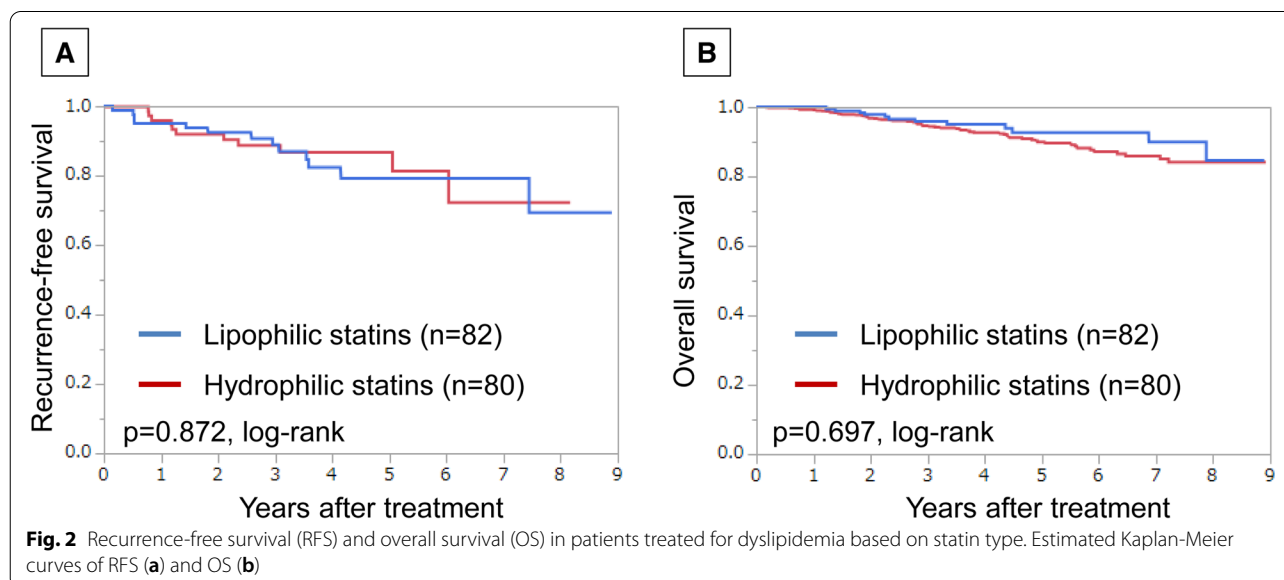 A
Recurrence-free survival
1.0
0.8
0.6
0.4
0.2
0.0
Lipophilic statins (n=82)
Hydrophilic statins (n=80)
p=0.872, log-rank
0 1 2 3 4 5 6 7 8 9
Years after treatment
B
Overall survival
1.0
0.8
0.6
0.4
0.2
0.0
Lipophilic statins (n=82)
Hydrophilic statins (n=80)
p=0.697, log-rank
0 1 2 3 4 5 6 7 8 9
Years after treatment
Fig. 2 Recurrence-free survival (RFS) and overall survival (OS) in patients treated for dyslipidemia based on statin type. Estimated Kaplan-Meier
curves of RFS (a) and OS (b)